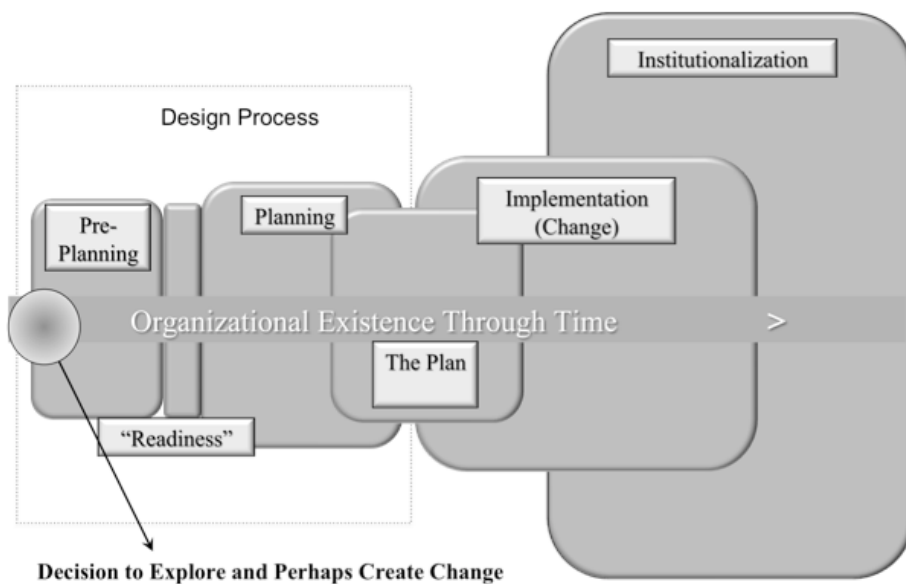 Institutionalization
Design Process
Pre-
Planning
Planning
Implementation
(Change)
Organizational Existence Through Time >
The Plan
“Readiness”
Decision to Explore and Perhaps Create Change